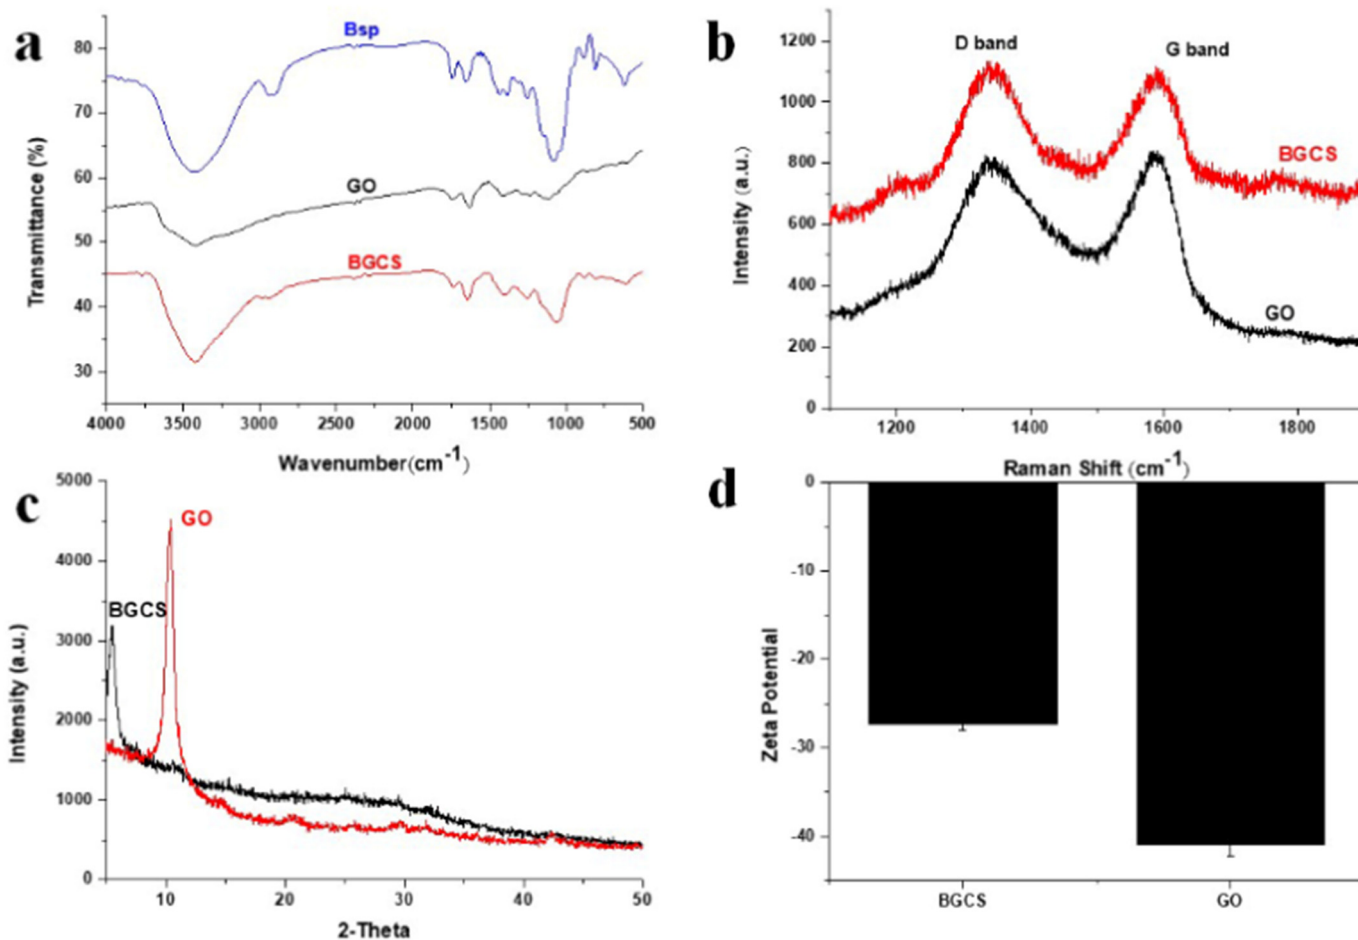 a
Bsp
GO
BGCS
Transmittance (%)
80
70
60
50
40
30
4000 3500 3000 2500 2000 1500 1000 500
Wavenumber(cm-1)
b
D band
G band
BGCS
GO
Intensity (a.u.)
1200
1000
800
600
400
200
0
1200 1400 1600 1800
Raman Shift (cm-1)
c
GO
BGCS
Intensity (a.u.)
5000
4000
3000
2000
1000
0
10 20 30 40 50
2-Theta
d
Zeta Potential
0
-10
-20
-30
-40
BGCS GO